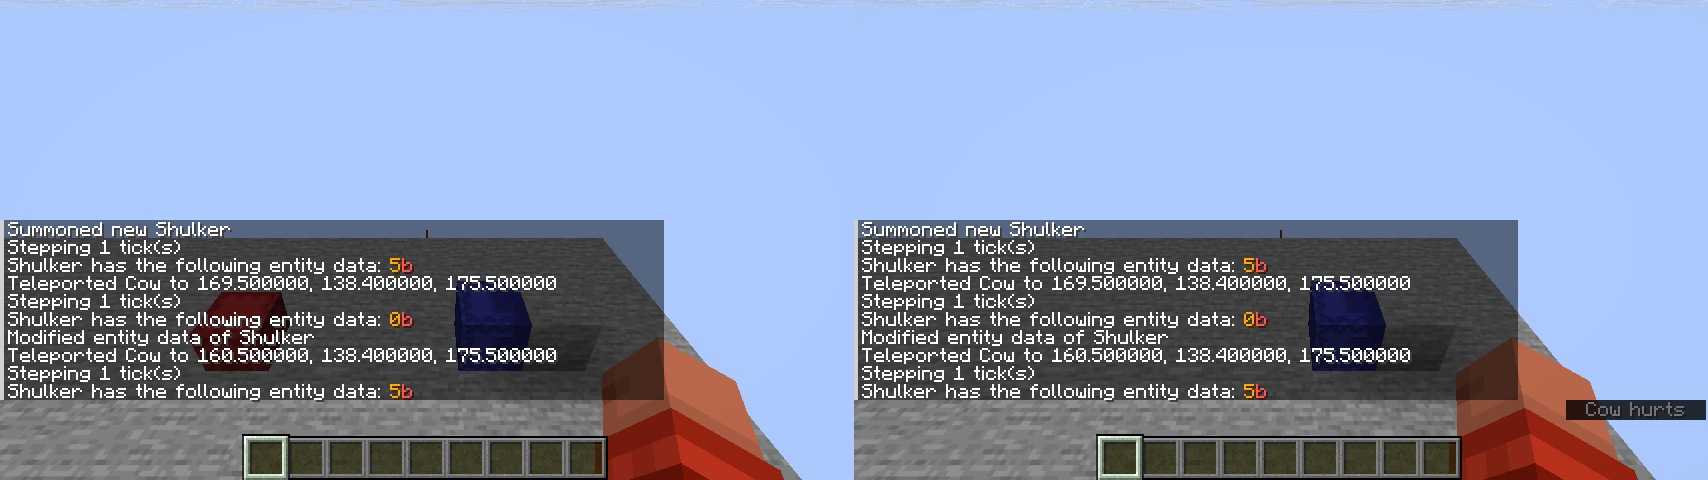 Summoned new Shulker
Stepping 1 tick(s)
Shulker has the following entity data: 5b
Teleported Cow to 169.500000, 138.400000, 175.500000
Stepping 1 tick(s)
Shulker has the following entity data: 0b
Modified entity data of Shulker
Teleported Cow to 160.500000, 138.400000, 175.500000
Stepping 1 tick(s)
Shulker has the following entity data: 5b
Summoned new Shulker
Stepping 1 tick(s)
Shulker has the following entity data: 5b
Teleported Cow to 169.500000, 138.400000, 175.500000
Stepping 1 tick(s)
Shulker has the following entity data: 0b
Modified entity data of Shulker
Teleported Cow to 160.500000, 138.400000, 175.500000
Stepping 1 tick(s)
Shulker has the following entity data: 5b
Cow hurts